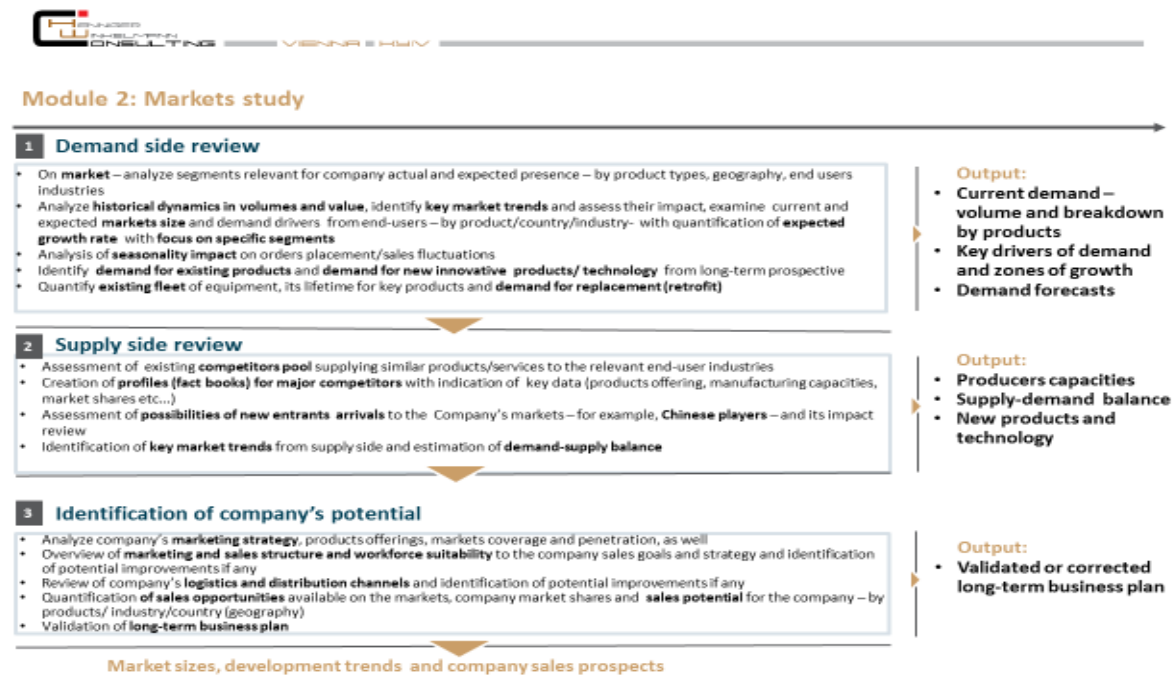 HENNIGER
WINKELMANN
CONSULTING VIENNA KYIV
Module 2: Markets study
1 Demand side review
• On market – analyze segments relevant for company actual and expected presence – by product types, geography, end users
industries
• Analyze historical dynamics in volumes and value, identify key market trends and assess their impact, examine current and
expected markets size and demand drivers from end-users – by product/country/industry- with quantification of expected
growth rate with focus on specific segments
• Analysis of seasonality impact on orders placement/sales fluctuations
• Identify demand for existing products and demand for new innovative products/ technology from long-term prospective
• Quantify existing fleet of equipment, its lifetime for key products and demand for replacement (retrofit)
Output:
• Current demand –
volume and breakdown
by products
• Key drivers of demand
and zones of growth
• Demand forecasts
2 Supply side review
• Assessment of existing competitors pool supplying similar products/services to the relevant end-user industries
• Creation of profiles (fact books) for major competitors with indication of key data (products offering, manufacturing capacities,
market shares etc...)
• Assessment of possibilities of new entrants arrivals to the Company's markets – for example, Chinese players – and its impact
review
• Identification of key market trends from supply side and estimation of demand-supply balance
Output:
• Producers capacities
• Supply-demand balance
• New products and
technology
3 Identification of company's potential
• Analyze company's marketing strategy, products offerings, markets coverage and penetration, as well
• Overview of marketing and sales structure and workforce suitability to the company sales goals and strategy and identification
of potential improvements if any
• Review of company's logistics and distribution channels and identification of potential improvements if any
• Quantification of sales opportunities available on the markets, company market shares and sales potential for the company – by
products/ industry/country (geography)
• Validation of long-term business plan
Output:
• Validated or corrected
long-term business plan
Market sizes, development trends and company sales prospects